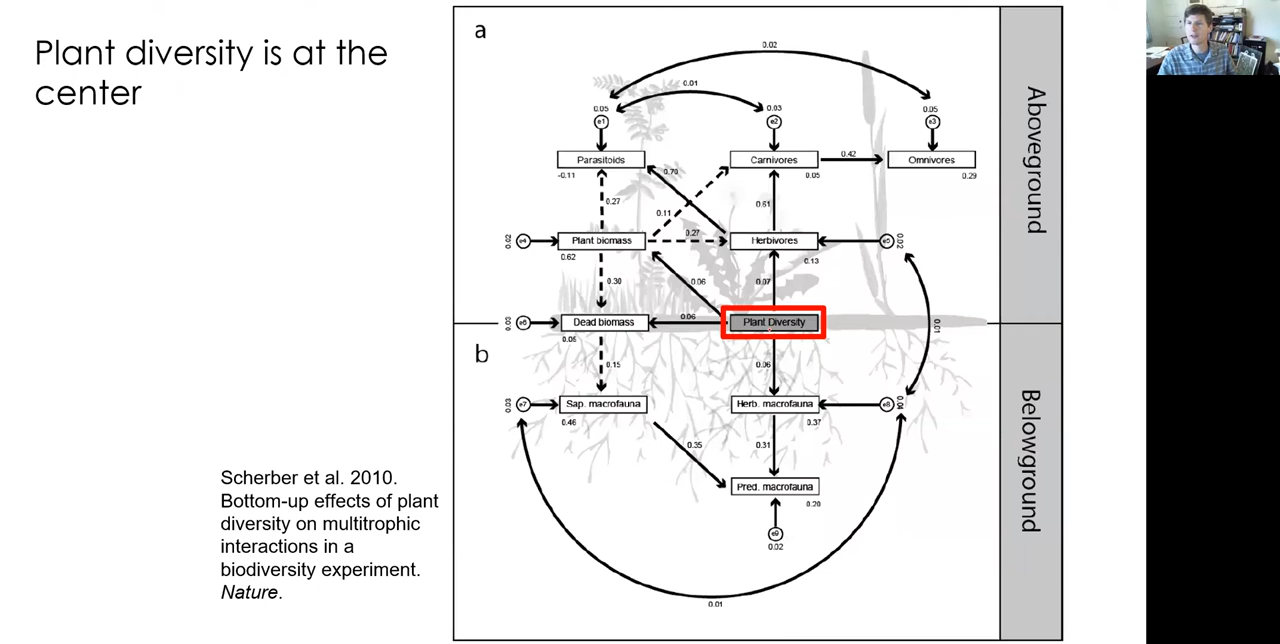 Plant diversity is at the
center
Scherber et al. 2010.
Bottom-up effects of plant
diversity on multitrophic
interactions in a
biodiversity experiment.
Nature.
a
0.02
0.01
0.05
0.03
0.05
e1
e2
e3
Parasitoids
Carnivores
0.42
Omnivores
-0.11
0.70
0.05
0.29
0.27
0.11
0.61
0.02
e4
Plant biomass
0.27
Herbivores
e5
0.02
0.62
0.13
0.30
0.06
0.07
0.03
e6
Dead biomass
0.06
Plant Diversity
0.01
0.05
b
0.15
0.06
0.03
e7
Sap. macrofauna
Herb. macrofauna
e8
0.04
0.46
0.37
0.35
0.31
Pred. macrofauna
0.20
e9
0.02
0.01
Aboveground
Belowground